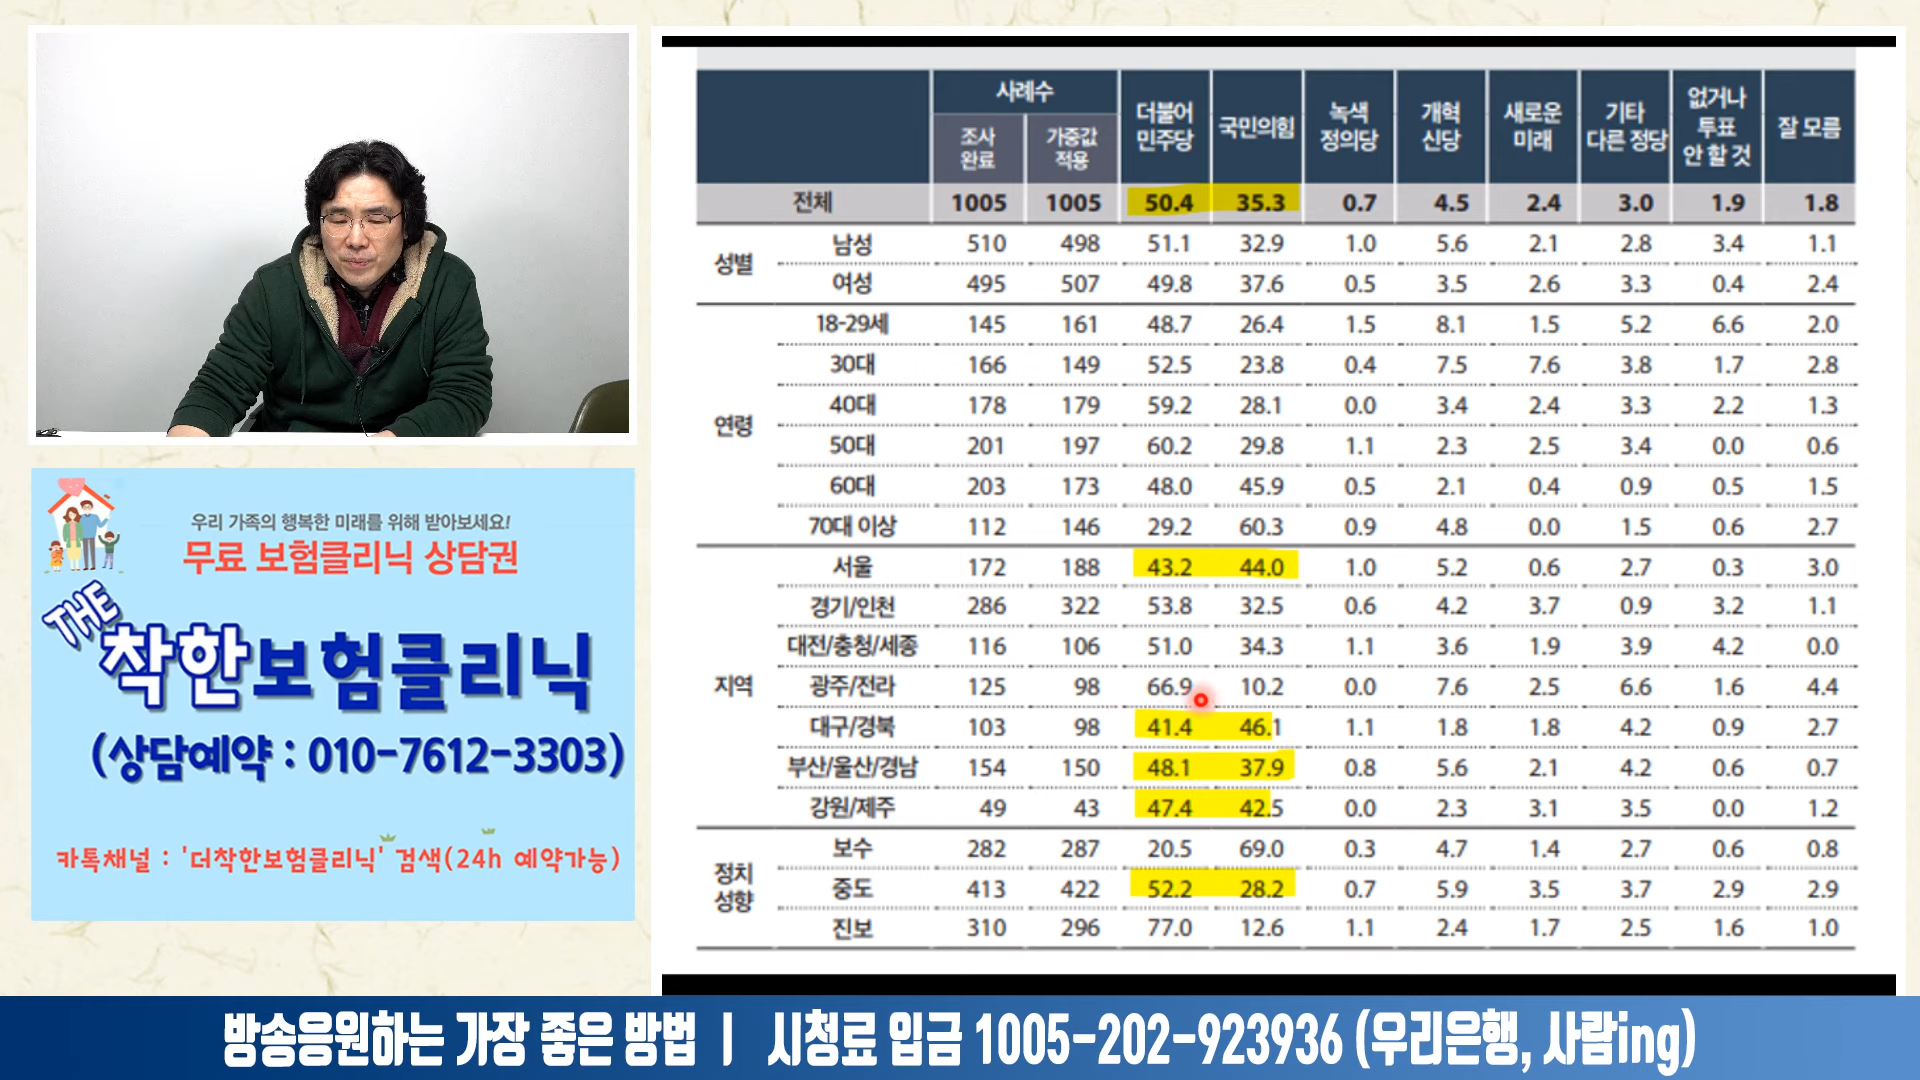 우리 가족의 행복한 미래를 위해 받아보세요!
무료 보험클리닉 상담권
THE
착한보험클리닉
(상담예약 : 010-7612-3303)
카톡채널 : '더착한보험클리닉' 검색(24h 예약가능)
사례수
조사 완료 가중값 적용 더불어 민주당 국민의힘 녹색 정의당 개혁 신당 새로운 미래 기타 다른 정당 없거나 투표 안 할 것 잘 모름
전체 1005 1005 50.4 35.3 0.7 4.5 2.4 3.0 1.9 1.8
성별
남성 510 498 51.1 32.9 1.0 5.6 2.1 2.8 3.4 1.1
여성 495 507 49.8 37.6 0.5 3.5 2.6 3.3 0.4 2.4
연령
18-29세 145 161 48.7 26.4 1.5 8.1 1.5 5.2 6.6 2.0
30대 166 149 52.5 23.8 0.4 7.5 7.6 3.8 1.7 2.8
40대 178 179 59.2 28.1 0.0 3.4 2.4 3.3 2.2 1.3
50대 201 197 60.2 29.8 1.1 2.3 2.5 3.4 0.0 0.6
60대 203 173 48.0 45.9 0.5 2.1 0.4 0.9 0.5 1.5
70대 이상 112 146 29.2 60.3 0.9 4.8 0.0 1.5 0.6 2.7
지역
서울 172 188 43.2 44.0 1.0 5.2 0.6 2.7 0.3 3.0
경기/인천 286 322 53.8 32.5 0.6 4.2 3.7 0.9 3.2 1.1
대전/충청/세종 116 106 51.0 34.3 1.1 3.6 1.9 3.9 4.2 0.0
광주/전라 125 98 66.9 10.2 0.0 7.6 2.5 6.6 1.6 4.4
대구/경북 103 98 41.4 46.1 1.1 1.8 1.8 4.2 0.9 2.7
부산/울산/경남 154 150 48.1 37.9 0.8 5.6 2.1 4.2 0.6 0.7
강원/제주 49 43 47.4 42.5 0.0 2.3 3.1 3.5 0.0 1.2
정치 성향
보수 282 287 20.5 69.0 0.3 4.7 1.4 2.7 0.6 0.8
중도 413 422 52.2 28.2 0.7 5.9 3.5 3.7 2.9 2.9
진보 310 296 77.0 12.6 1.1 2.4 1.7 2.5 1.6 1.0
방송응원하는 가장 좋은 방법 ㅣ 시청료 입금 1005-202-923936 (우리은행, 사람ing)